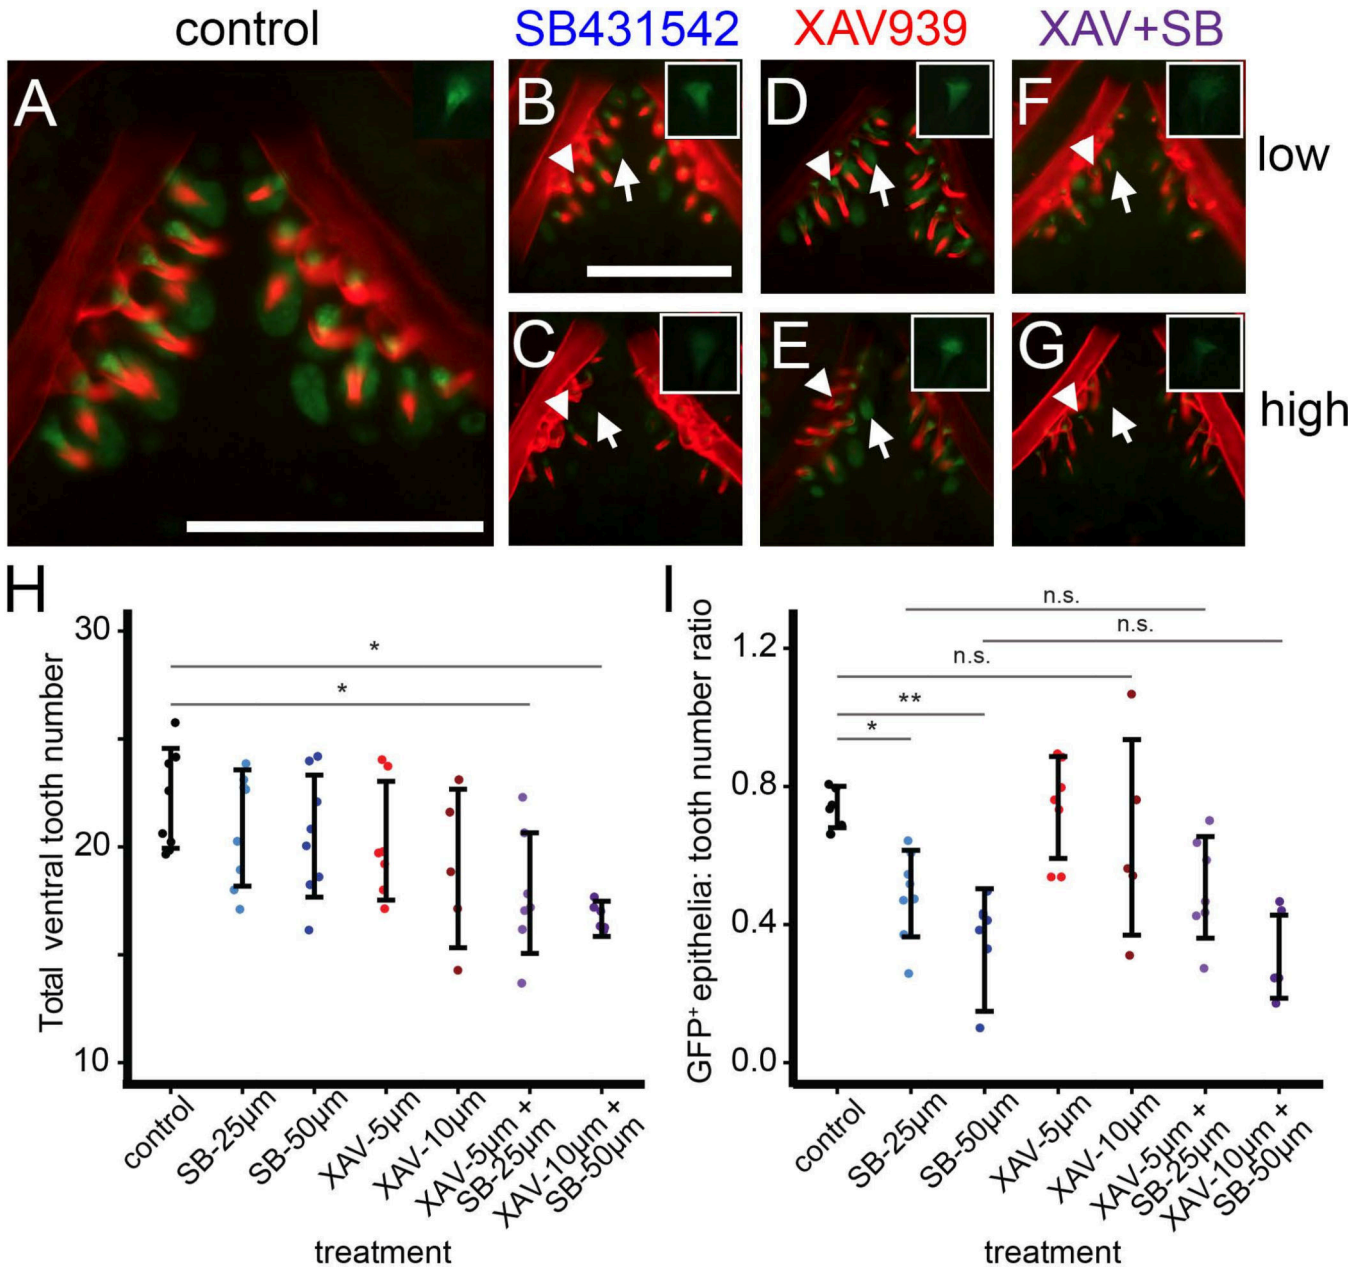 control
SB431542
XAV939
XAV+SB
A
B
D
F
low
C
E
G
high
H
Total ventral tooth number
30
20
10
*
*
control
SB-25µm
SB-50µm
XAV-5µm
XAV-10µm
XAV-5µm +
SB-25µm
XAV-10µm +
SB-50µm
treatment
I
GFP⁺ epithelia: tooth number ratio
1.2
0.8
0.4
0.0
n.s.
n.s.
n.s.
**
*
control
SB-25µm
SB-50µm
XAV-5µm
XAV-10µm
XAV-5µm +
SB-25µm
XAV-10µm +
SB-50µm
treatment